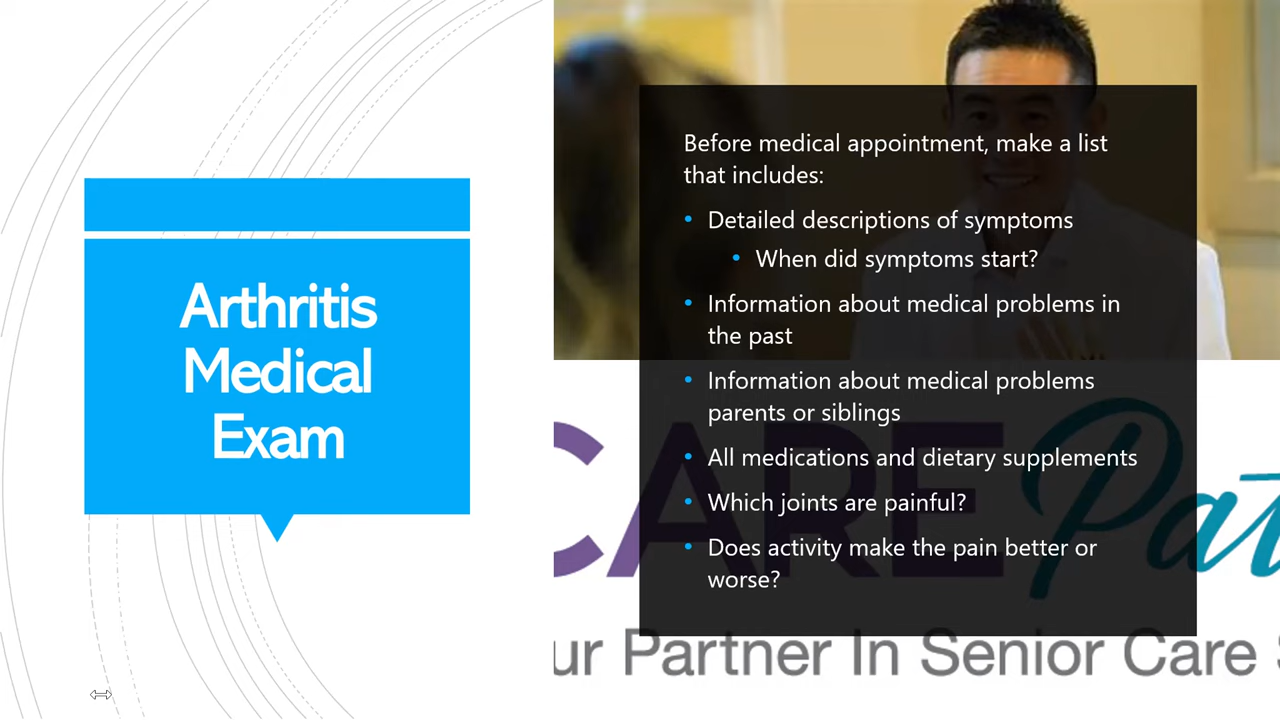 Arthritis
Medical
Exam
Before medical appointment, make a list
that includes:
• Detailed descriptions of symptoms
• When did symptoms start?
• Information about medical problems in
the past
• Information about medical problems
parents or siblings
• All medications and dietary supplements
• Which joints are painful?
• Does activity make the pain better or
worse?
CARE Pat
ur Partner In Senior Care S